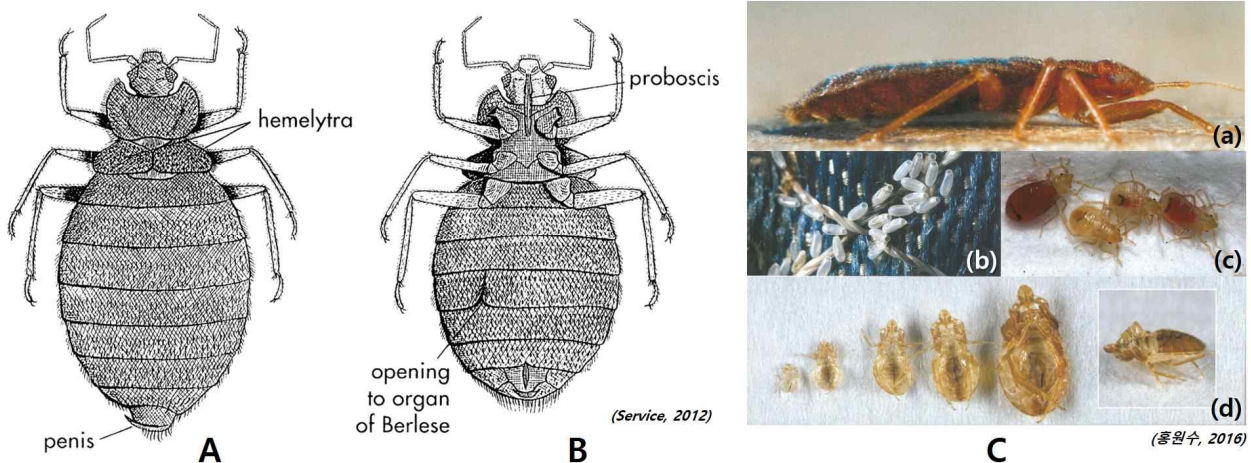 hemelytra
penis
A
proboscis
opening
to organ
of Berlese
(Service, 2012)
B
(a)
(b)
(c)
(d)
C
(홍원수, 2016)